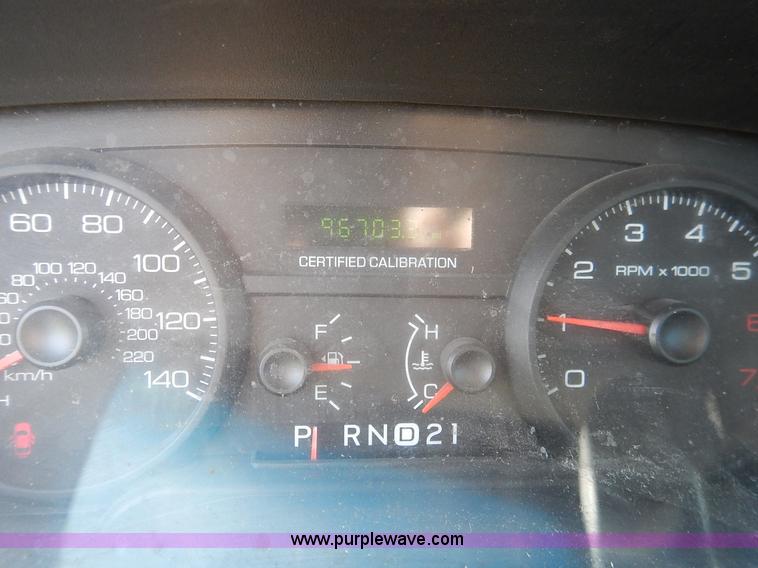 60 80 100 120 140
80 100 120 140 160 180 200 220
km/h
96703.
CERTIFIED CALIBRATION
F
E
H
C
P R N D 2 1
0 1 2 3 4 5 6 7
RPM x 1000
www.purplewave.com